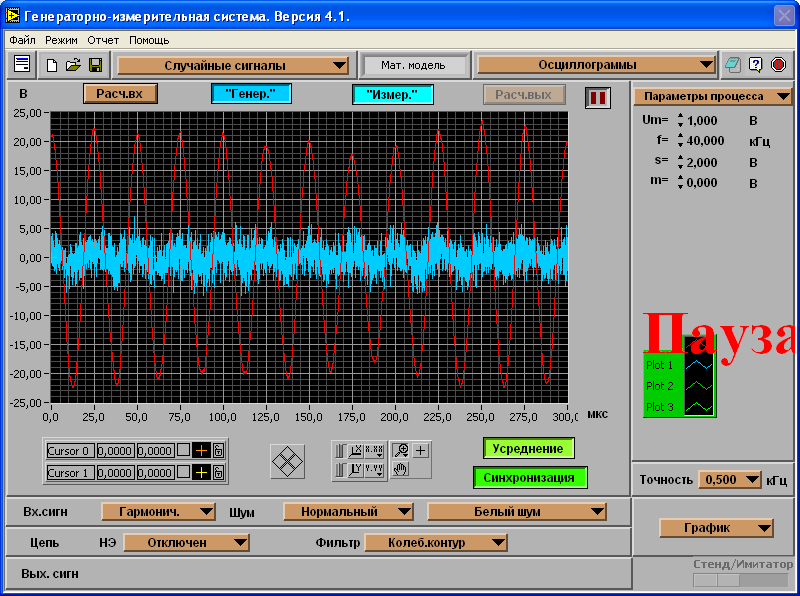 Генераторно-измерительная система. Версия 4.1.
Файл Режим Отчет Помощь
Случайные сигналы Мат. модель Осциллограммы
В Расч.вх "Генер." "Измер." Расч.вых
25,00
20,00
15,00
10,00
5,00
0,00
-5,00
-10,00
-15,00
-20,00
-25,00
0,0 25,0 50,0 75,0 100,0 125,0 150,0 175,0 200,0 225,0 250,0 275,0 300,0 мкс
Параметры процесса
Um= 1,000 В
f= 40,000 кГц
s= 2,000 В
m= 0,000 В
Пауза
Plot 1
Plot 2
Plot 3
Cursor 0 0,0000 0,0000
Cursor 1 0,0000 0,0000
X X.XX
Y Y.YY
Усреднение
Синхронизация
Точность 0,500 кГц
Вх.сигн Гармонич. Шум Нормальный Белый шум
График
Цепь НЭ Отключен Фильтр Колеб.контур
Стенд/Имитатор
Вых. сигн